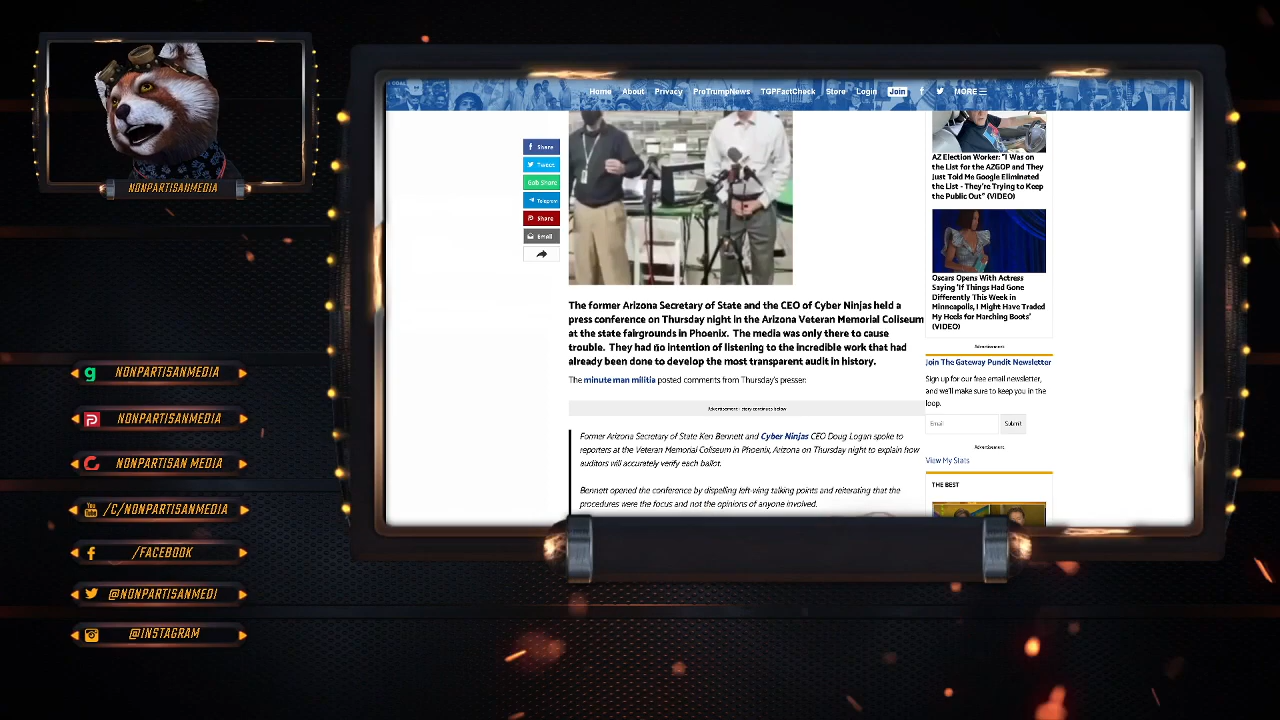 NONPARTISANMEDIA
NONPARTISANMEDIA
NONPARTISANMEDIA
NONPARTISAN MEDIA
/C/NONPARTISANMEDIA
/FACEBOOK
@NONPARTISANMEDI
@INSTAGRAM
Home About Privacy ProTrumpNews TGPFactCheck Store Login Join MORE
Share
Tweet
Gab Share
Telegram
Share
Email
The former Arizona Secretary of State and the CEO of Cyber Ninjas held a
press conference on Thursday night in the Arizona Veteran Memorial Coliseum
at the state fairgrounds in Phoenix. The media was only there to cause
trouble. They had no intention of listening to the incredible work that had
already been done to develop the most transparent audit in history.
The minute man militia posted comments from Thursday's presser:
Advertisement - story continues below
Former Arizona Secretary of State Ken Bennett and Cyber Ninjas CEO Doug Logan spoke to
reporters at the Veteran Memorial Coliseum in Phoenix, Arizona on Thursday night to explain how
auditors will accurately verify each ballot.
Bennett opened the conference by dispelling left-wing talking points and reiterating that the
procedures were the focus and not the opinions of anyone involved.
AZ Election Worker: "I Was on
the List for the AZGOP and They
Just Told Me Google Eliminated
the List - They're Trying to Keep
the Public Out" (VIDEO)
Oscars Opens With Actress
Saying 'If Things Had Gone
Differently This Week in
Minneapolis, I Might Have Traded
My Heels for Marching Boots'
(VIDEO)
Advertisement
Join The Gateway Pundit Newsletter
Sign up for our free email newsletter,
and we'll make sure to keep you in the
loop.
Email Submit
Advertisement
View My Stats
THE BEST